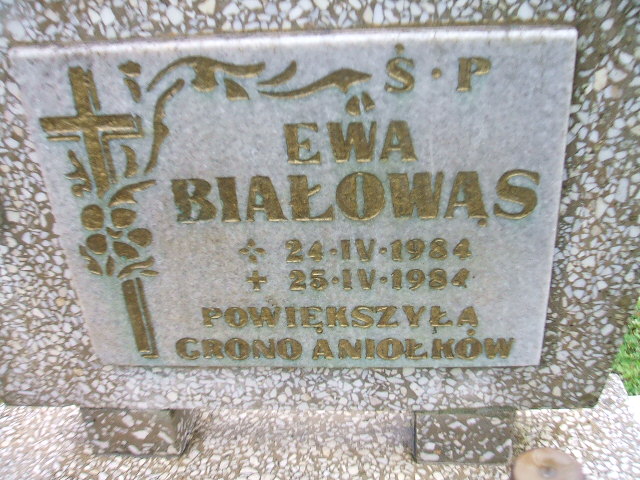 Ś·P
EWA
BIAŁOWĄS
24·IV·1984
+ 25·IV·1984
POWIĘKSZYŁA
GRONO ANIOŁKÓW